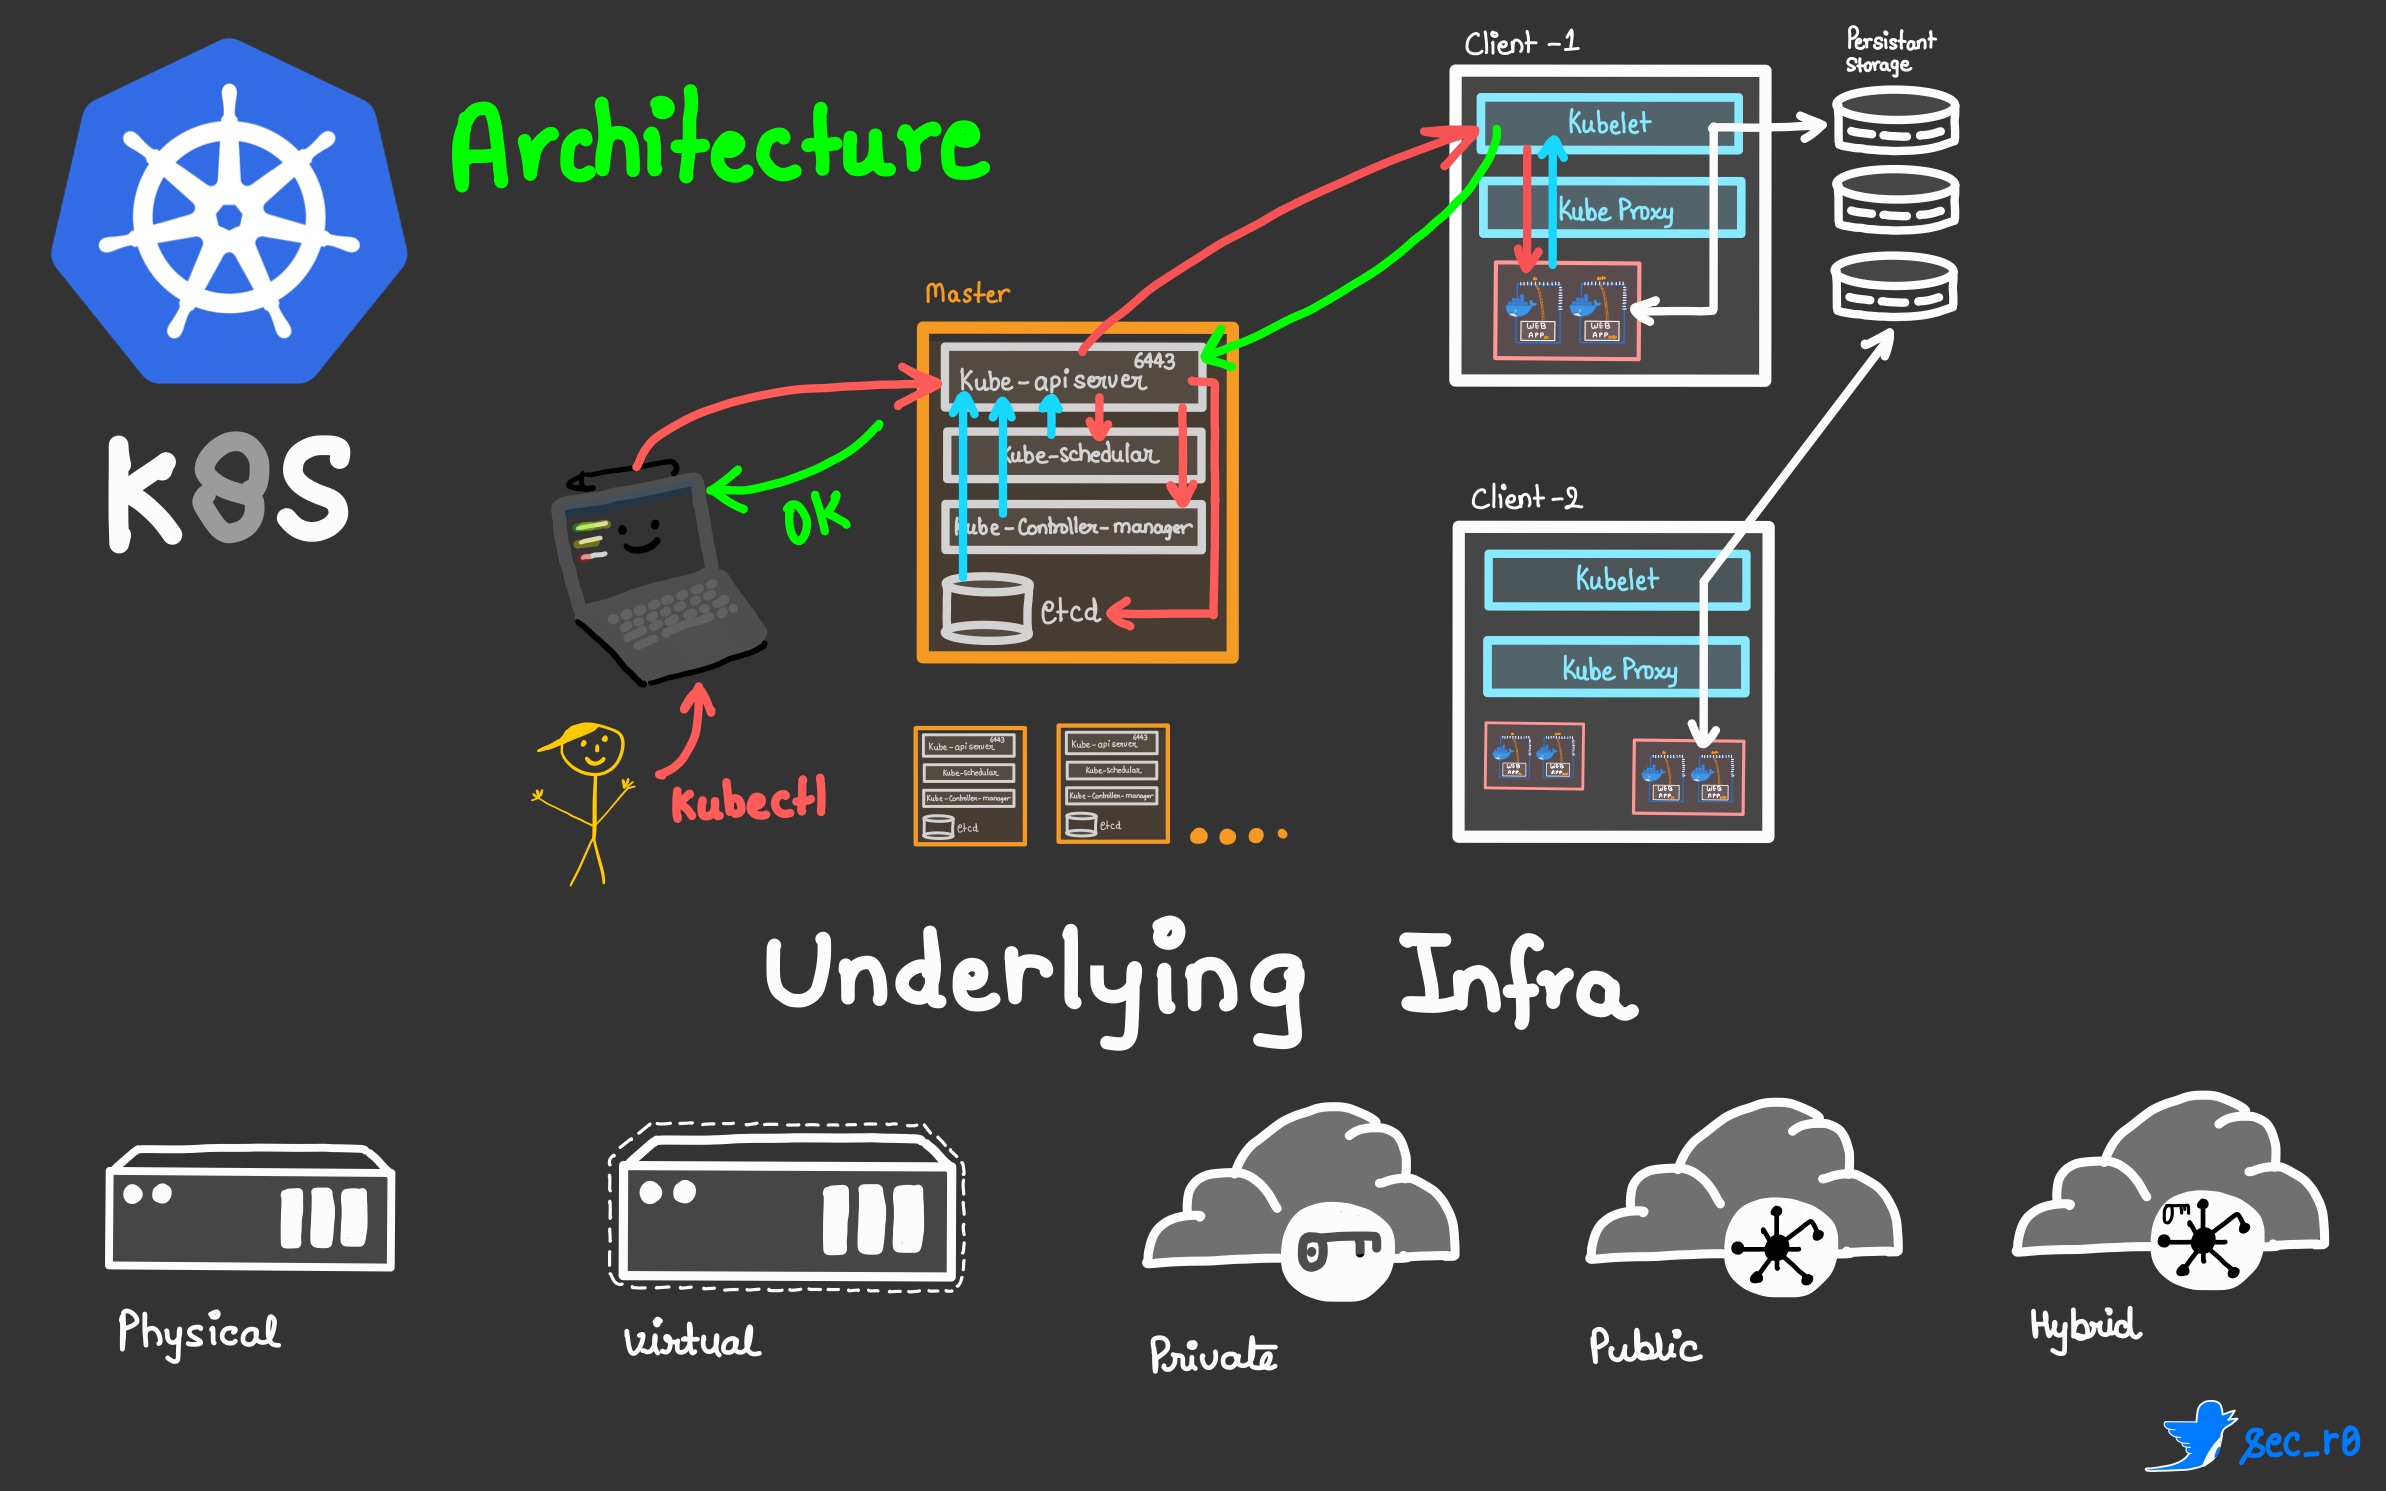 Architecture
K8S
Client-1
Kubelet
Kube Proxy
WEB
APP
WEB
APP
Persistant
Storage
Master
6443
Kube-api server
Kube-schedular
Kube-Controller-manager
etcd
OK
Kubectl
Client-2
Kubelet
Kube Proxy
WEB
APP
WEB
APP
WEB
APP
WEB
APP
6443
Kube-api server
Kube-schedular
Kube-Controller-manager
etcd
6443
Kube-api server
Kube-schedular
Kube-Controller-manager
etcd
Underlying Infra
Physical
Virtual
Private
Public
Hybrid
Sec_r0